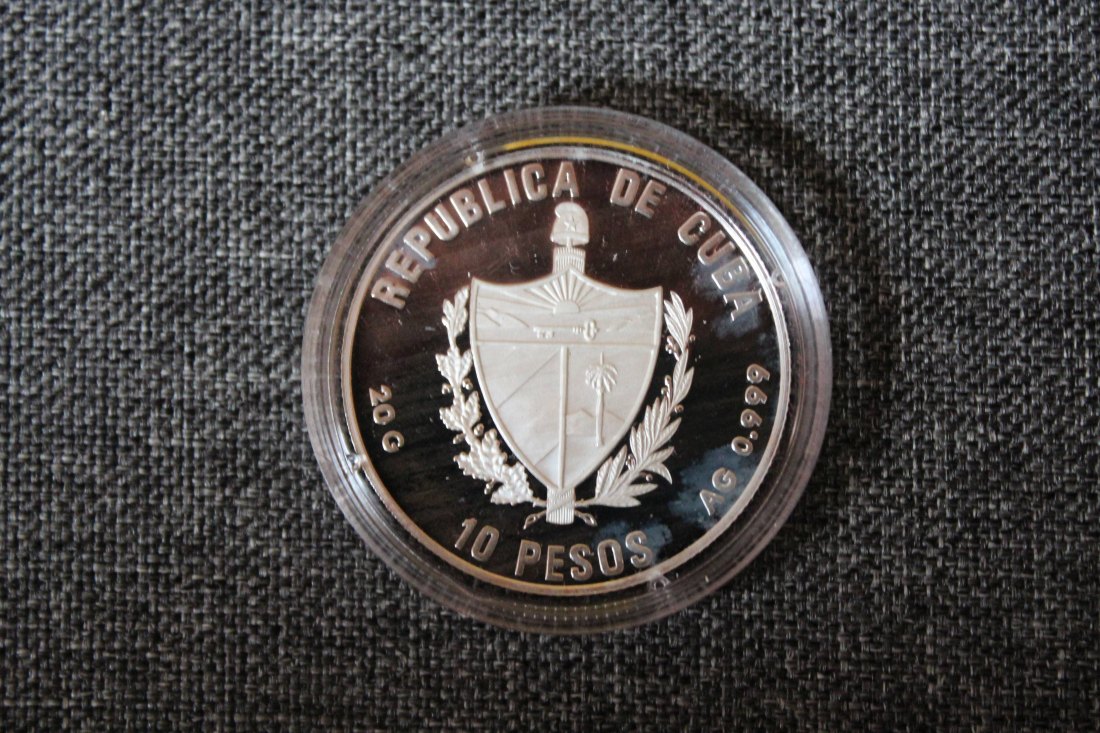 REPUBLICA DE CUBA
20 G
AG 0.999
10 PESOS